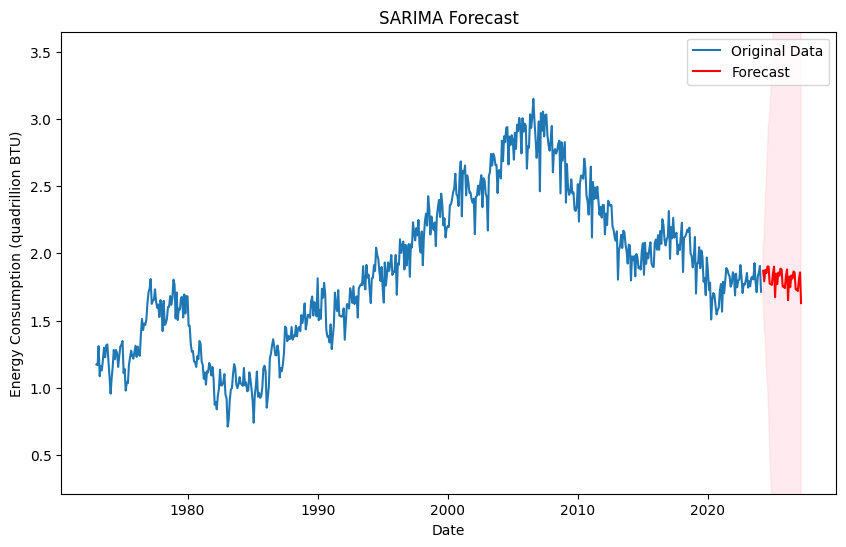 SARIMA Forecast
Original Data
Forecast
3.5
3.0
2.5
2.0
1.5
1.0
0.5
Energy Consumption (quadrillion BTU)
1980
1990
2000
2010
2020
Date